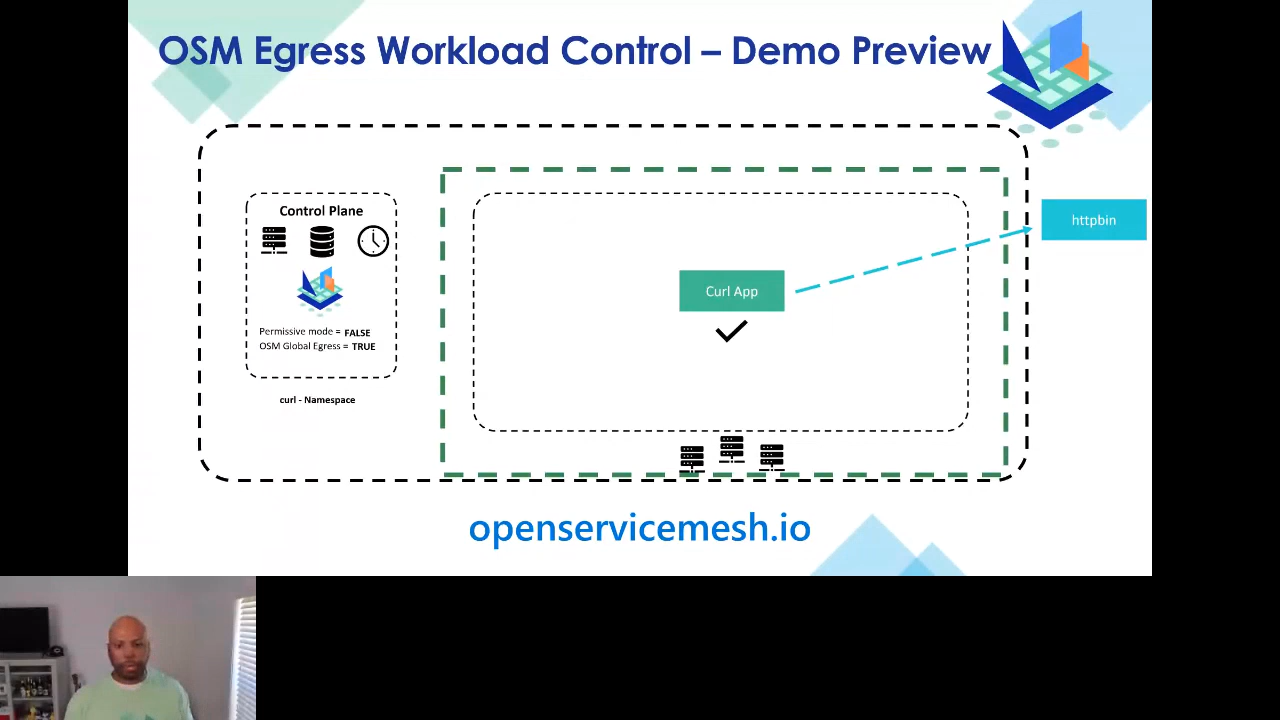 OSM Egress Workload Control – Demo Preview
Control Plane
Permissive mode = FALSE
OSM Global Egress = TRUE
curl - Namespace
Curl App
httpbin
openservicemesh.io